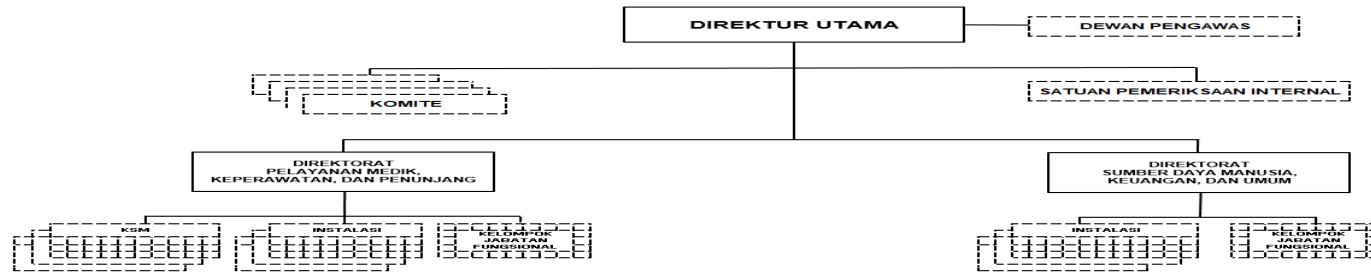 DIREKTUR UTAMA
DEWAN PENGAWAS
KOMITE
SATUAN PEMERIKSAAN INTERNAL
DIREKTORAT
PELAYANAN MEDIK,
KEPERAWATAN, DAN PENUNJANG
DIREKTORAT
SUMBER DAYA MANUSIA,
KEUANGAN, DAN UMUM
KSM
INSTALASI
KELOMPOK
JABATAN
FUNGSIONAL
INSTALASI
KELOMPOK
JABATAN
FUNGSIONAL